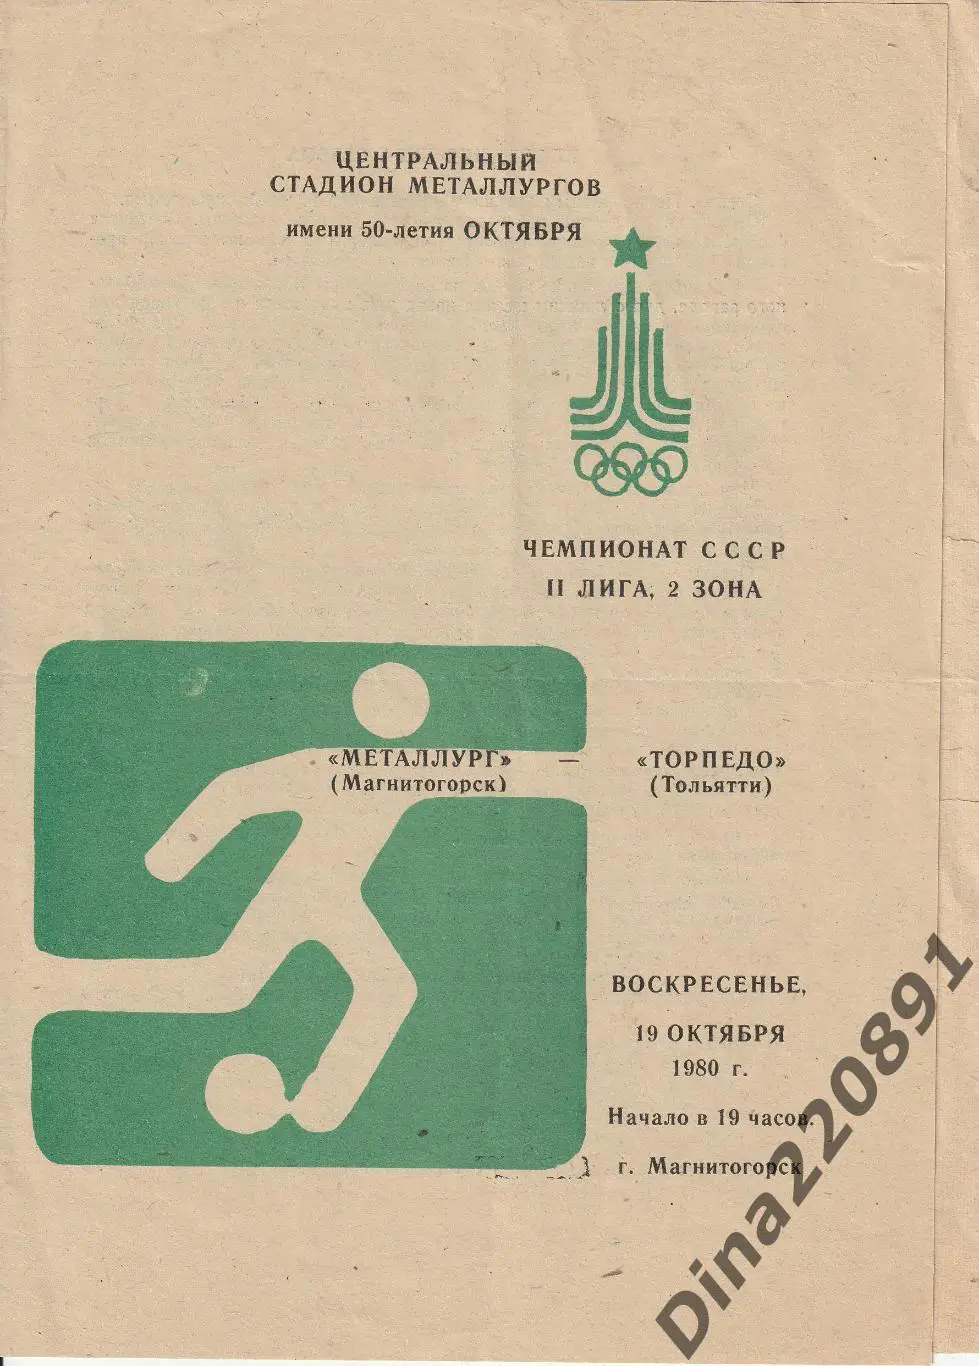 ЦЕНТРАЛЬНЫЙ
СТАДИОН МЕТАЛЛУРГОВ
имени 50-летия ОКТЯБРЯ
ЧЕМПИОНАТ СССР
II ЛИГА, 2 ЗОНА
«МЕТАЛЛУРГ» — «ТОРПЕДО»
(Магнитогорск) (Тольятти)
ВОСКРЕСЕНЬЕ,
19 ОКТЯБРЯ
1980 г.
Начало в 19 часов.
г. Магнитогорск
Dina220891